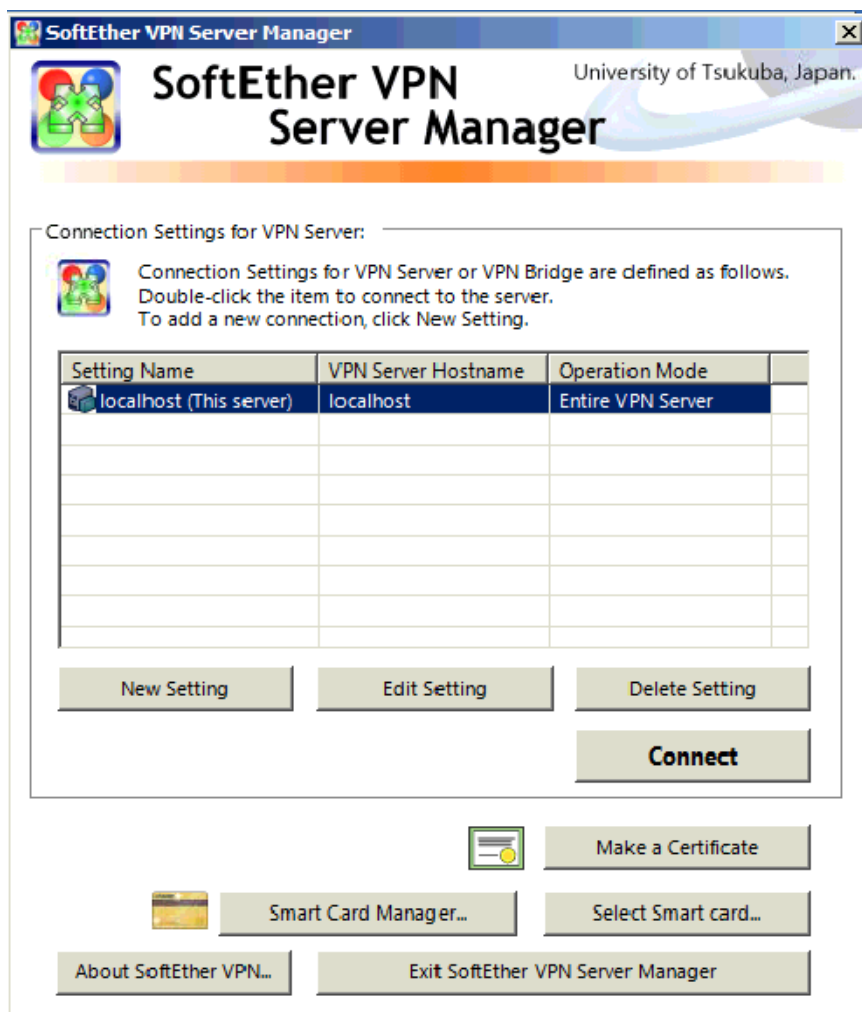 SoftEther VPN Server Manager
SoftEther VPN
Server Manager
University of Tsukuba, Japan.
Connection Settings for VPN Server:
Connection Settings for VPN Server or VPN Bridge are defined as follows.
Double-click the item to connect to the server.
To add a new connection, click New Setting.
Setting Name VPN Server Hostname Operation Mode
localhost (This server) localhost Entire VPN Server
New Setting Edit Setting Delete Setting
Connect
Make a Certificate
Smart Card Manager... Select Smart card...
About SoftEther VPN... Exit SoftEther VPN Server Manager